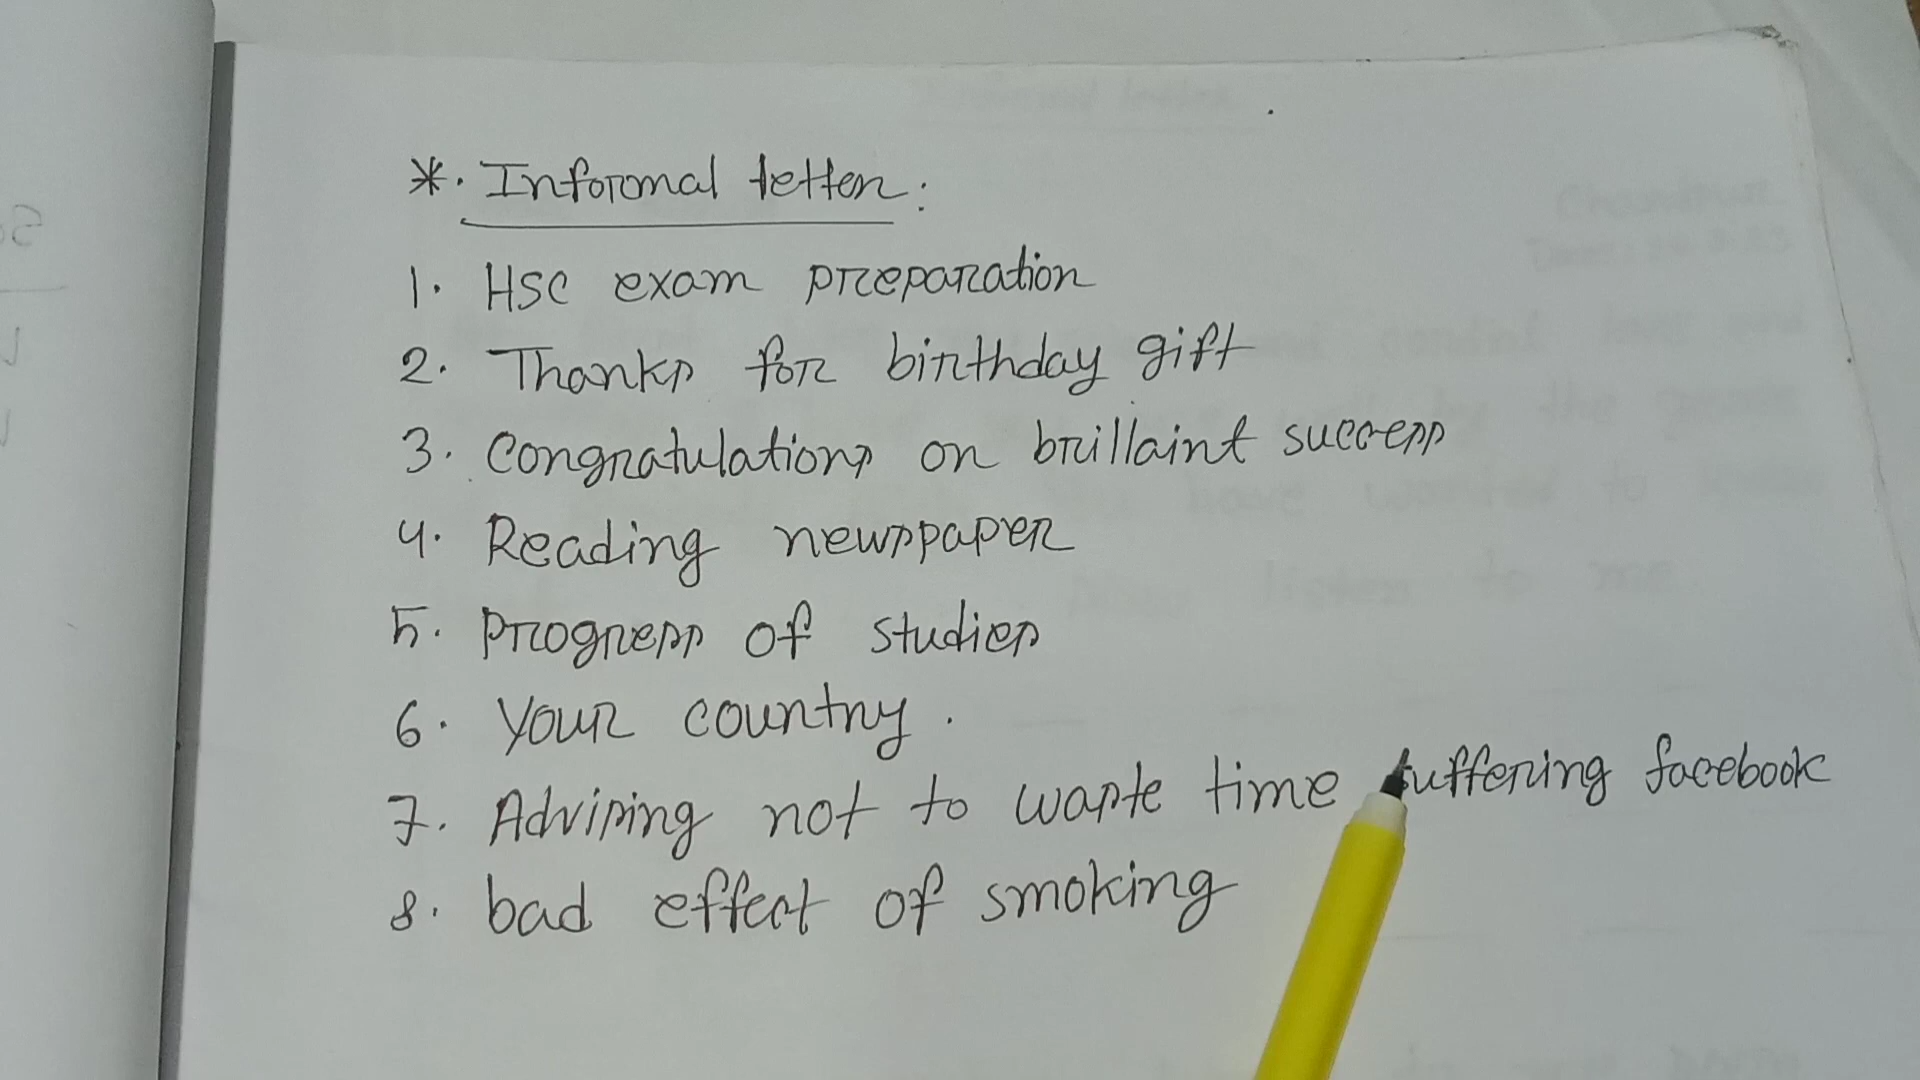 *. Informal letter:
1. HSC exam preparation
2. Thanks for birthday gift
3. Congratulations on brillaint success
4. Reading newspaper
5. Progress of studies
6. Your country.
7. Advising not to waste time suffering facebook
8. bad effect of smoking